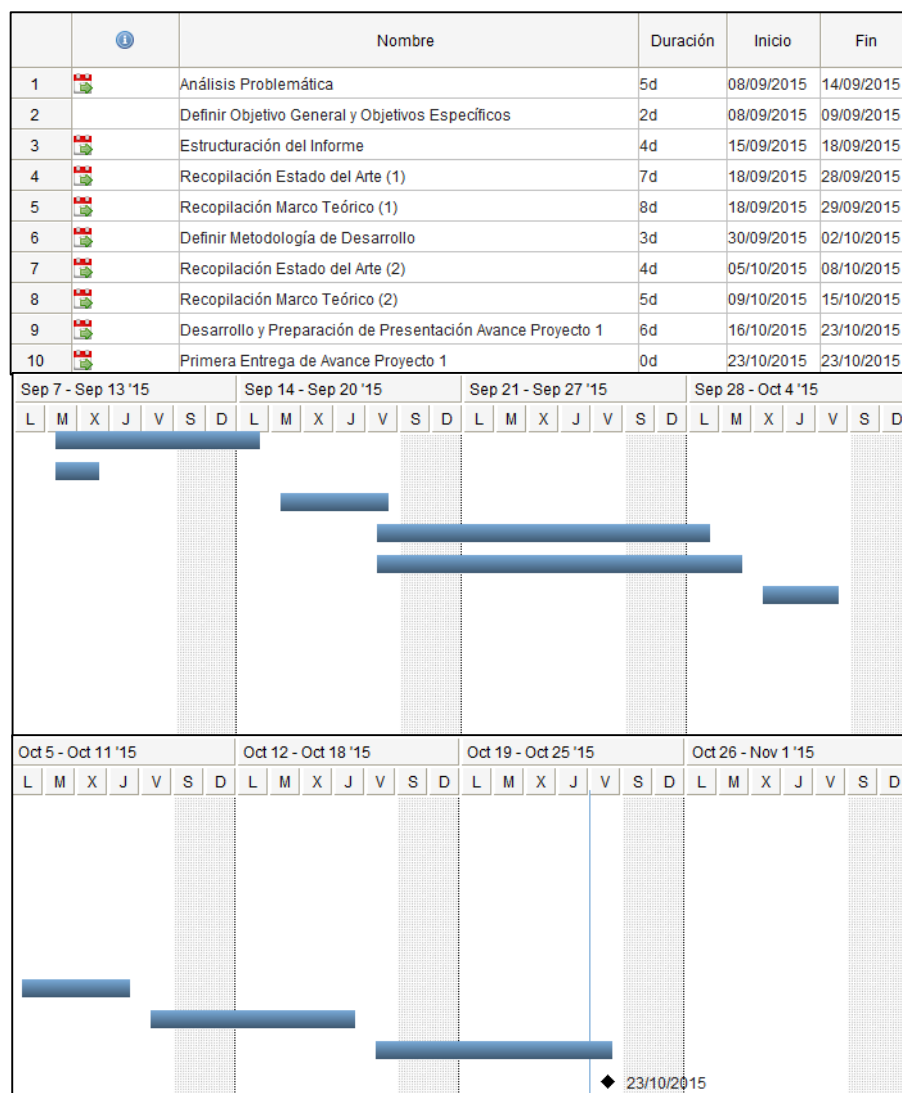 Nombre Duración Inicio Fin
1 Análisis Problemática 5d 08/09/2015 14/09/2015
2 Definir Objetivo General y Objetivos Específicos 2d 08/09/2015 09/09/2015
3 Estructuración del Informe 4d 15/09/2015 18/09/2015
4 Recopilación Estado del Arte (1) 7d 18/09/2015 28/09/2015
5 Recopilación Marco Teórico (1) 8d 18/09/2015 29/09/2015
6 Definir Metodología de Desarrollo 3d 30/09/2015 02/10/2015
7 Recopilación Estado del Arte (2) 4d 05/10/2015 08/10/2015
8 Recopilación Marco Teórico (2) 5d 09/10/2015 15/10/2015
9 Desarrollo y Preparación de Presentación Avance Proyecto 1 6d 16/10/2015 23/10/2015
10 Primera Entrega de Avance Proyecto 1 0d 23/10/2015 23/10/2015
Sep 7 - Sep 13 '15 Sep 14 - Sep 20 '15 Sep 21 - Sep 27 '15 Sep 28 - Oct 4 '15
L M X J V S D L M X J V S D L M X J V S D L M X J V S D
Oct 5 - Oct 11 '15 Oct 12 - Oct 18 '15 Oct 19 - Oct 25 '15 Oct 26 - Nov 1 '15
L M X J V S D L M X J V S D L M X J V S D L M X J V S D
23/10/2015